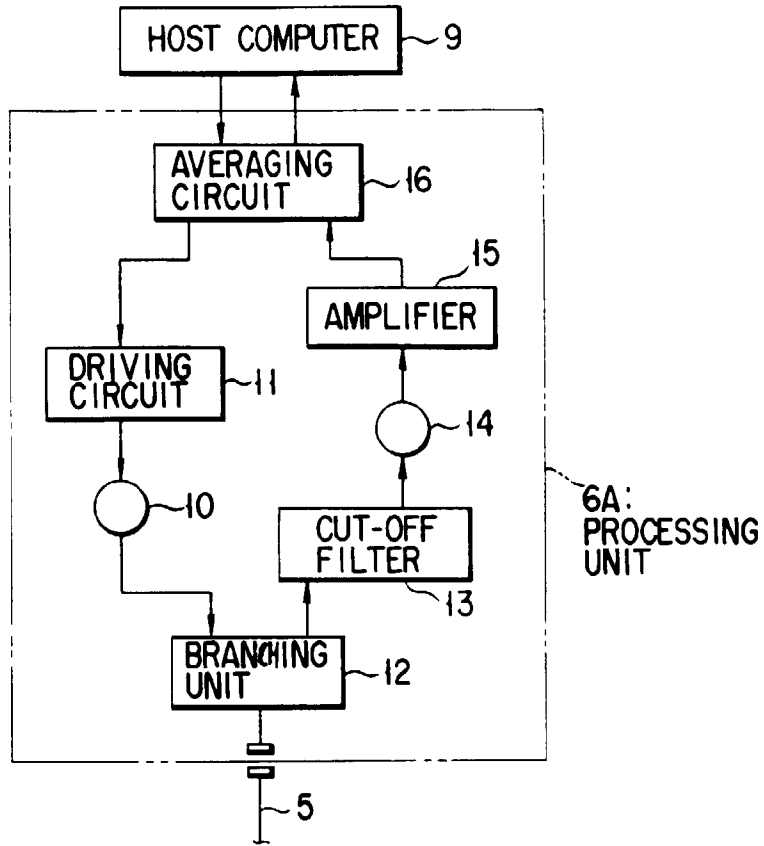 HOST COMPUTER
9
AVERAGING
CIRCUIT
16
15
AMPLIFIER
DRIVING
CIRCUIT
11
14
10
CUT-OFF
FILTER
13
6A:
PROCESSING
UNIT
BRANCHING
UNIT
12
5